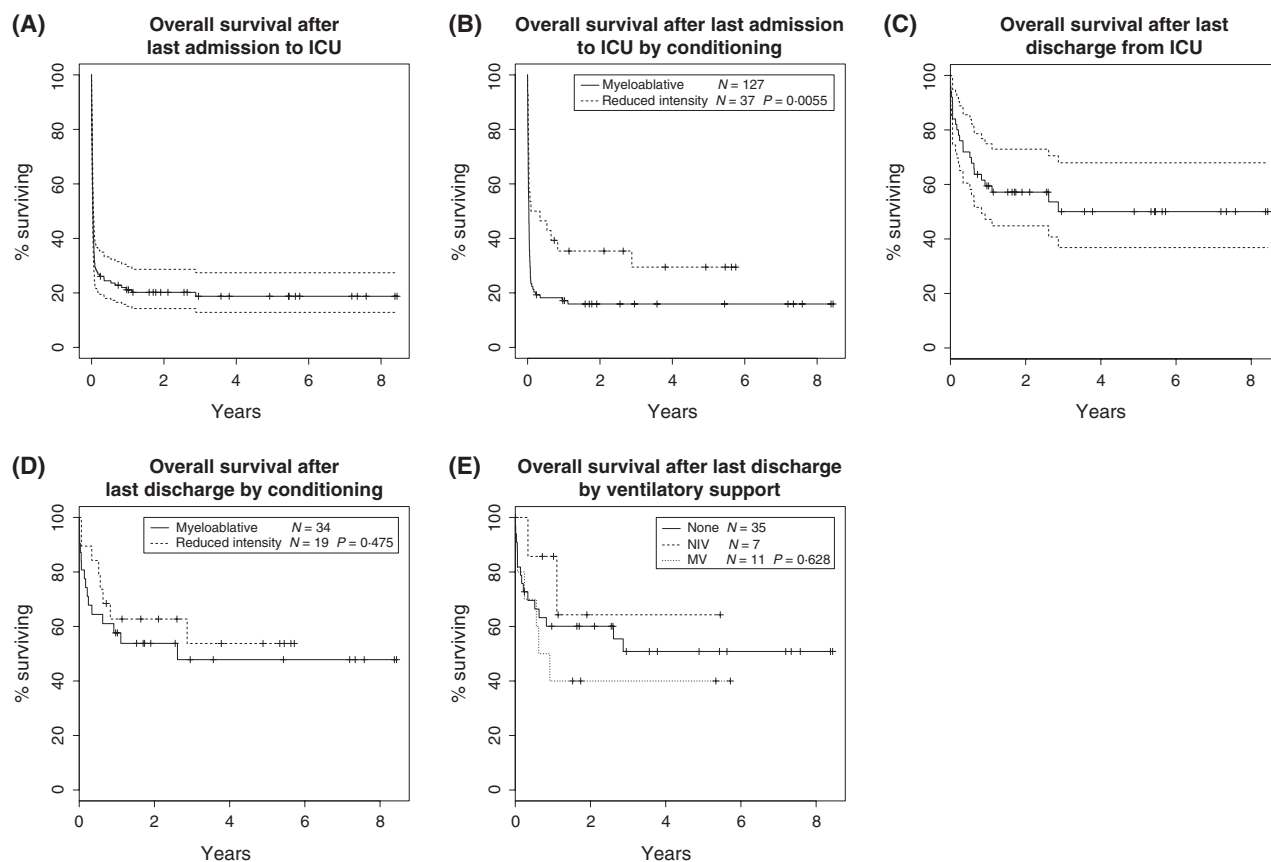 (A) Overall survival after
last admission to ICU
100
80
60
40
20
0
% surviving
0 2 4 6 8
Years
(B) Overall survival after last admission
to ICU by conditioning
Myeloablative N = 127
Reduced intensity N = 37 P = 0·0055
100
80
60
40
20
0
% surviving
0 2 4 6 8
Years
(C) Overall survival after last
discharge from ICU
100
80
60
40
20
0
% surviving
0 2 4 6 8
Years
(D) Overall survival after
last discharge by conditioning
Myeloablative N = 34
Reduced intensity N = 19 P = 0·475
100
80
60
40
20
0
% surviving
0 2 4 6 8
Years
(E) Overall survival after last discharge
by ventilatory support
None N = 35
NIV N = 7
MV N = 11 P = 0·628
100
80
60
40
20
0
% surviving
0 2 4 6 8
Years